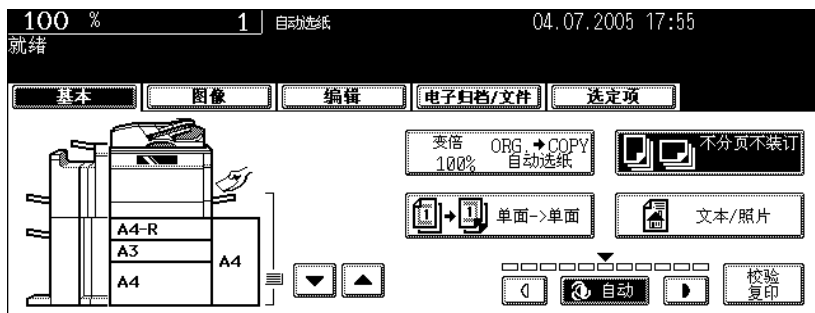 100 % 1 自动选纸 04.07.2005 17:55
就绪
基本 图像 编辑 电子归档/文件 选定项
变倍 ORG.→COPY 不分页不装订
100% 自动选纸
单面->单面 文本/照片
A4-R
A3
A4
A4
自动 校验
复印